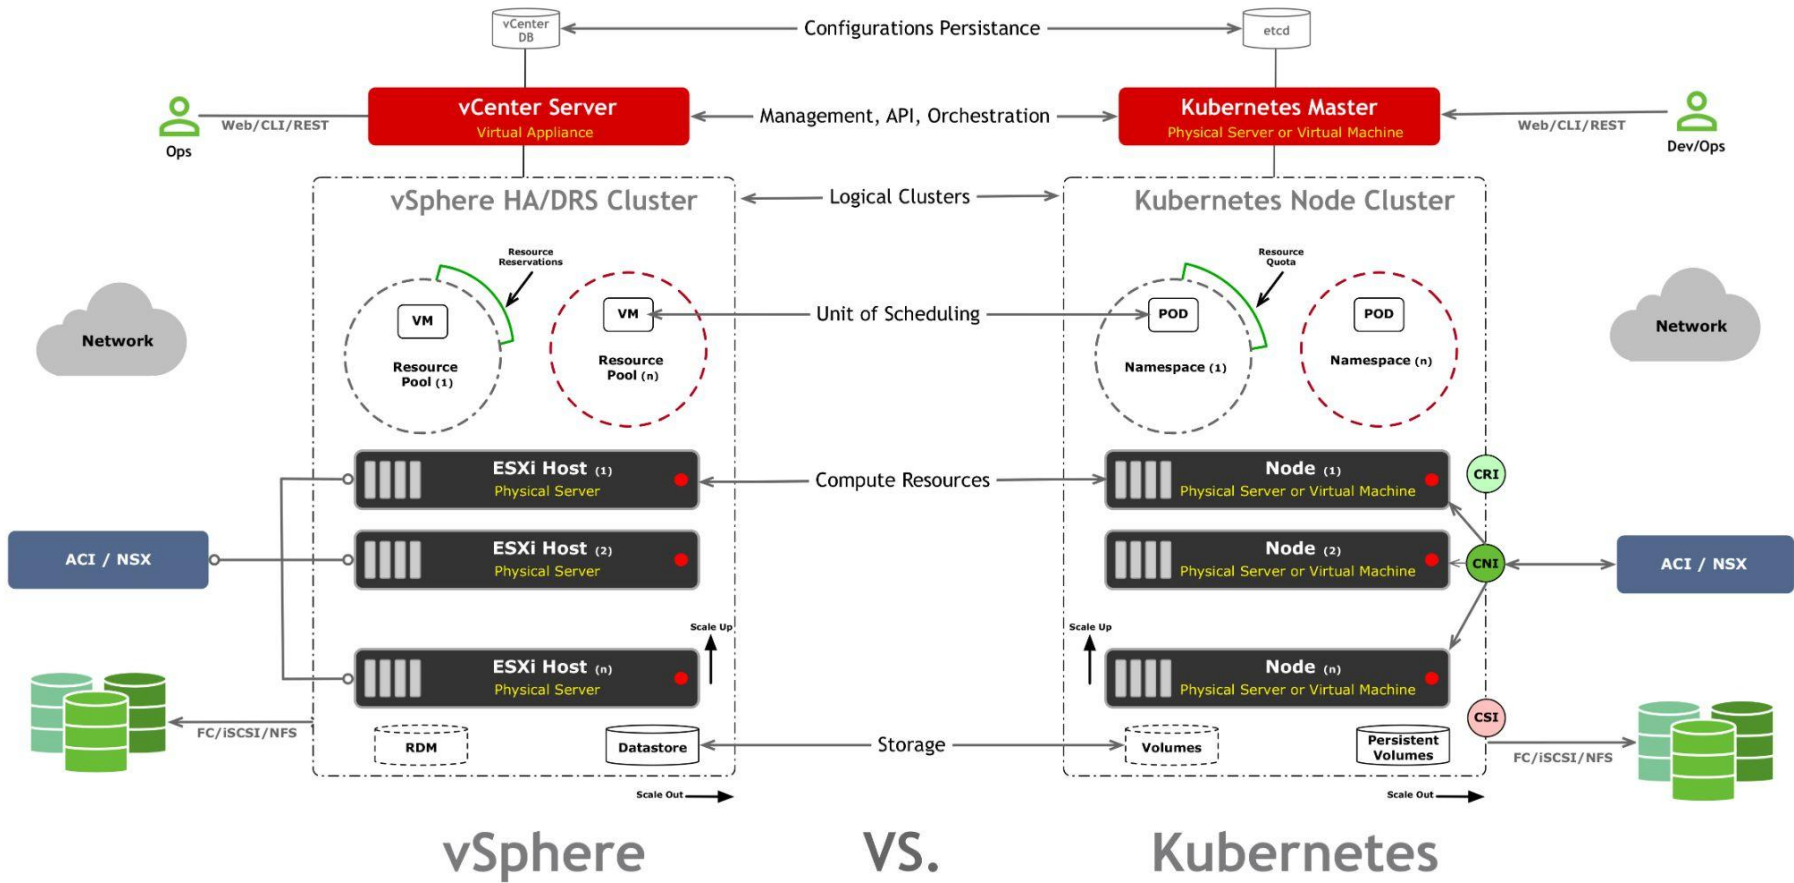 vCenter
DB
Configurations Persistance
etcd
Ops
Web/CLI/REST
vCenter Server
Virtual Appliance
Management, API, Orchestration
Kubernetes Master
Physical Server or Virtual Machine
Web/CLI/REST
Dev/Ops
vSphere HA/DRS Cluster
Logical Clusters
Kubernetes Node Cluster
Resource
Reservations
Resource
Quota
VM
VM
Unit of Scheduling
POD
POD
Network
Resource
Pool (1)
Resource
Pool (n)
Namespace (1)
Namespace (n)
Network
ESXi Host (1)
Physical Server
Compute Resources
Node (1)
Physical Server or Virtual Machine
CRI
ACI / NSX
ESXi Host (2)
Physical Server
Node (2)
Physical Server or Virtual Machine
CNI
ACI / NSX
Scale Up
Scale Up
ESXi Host (n)
Physical Server
Node (n)
Physical Server or Virtual Machine
CSI
FC/iSCSI/NFS
RDM
Datastore
Storage
Volumes
Persistent
Volumes
FC/iSCSI/NFS
Scale Out
Scale Out
vSphere
VS.
Kubernetes